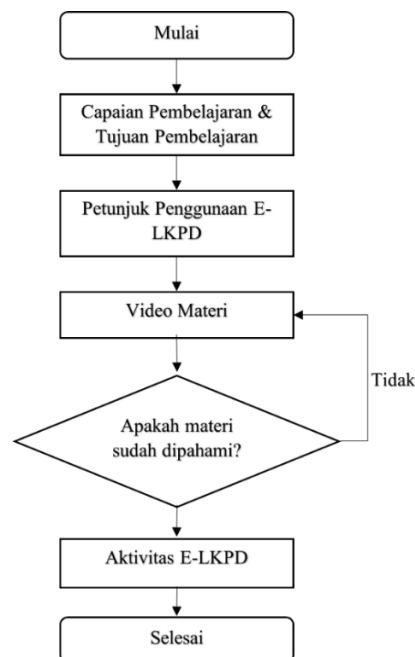 Mulai
Capaian Pembelajaran &
Tujuan Pembelajaran
Petunjuk Penggunaan E-
LKPD
Video Materi
Tidak
Apakah materi
sudah dipahami?
Aktivitas E-LKPD
Selesai